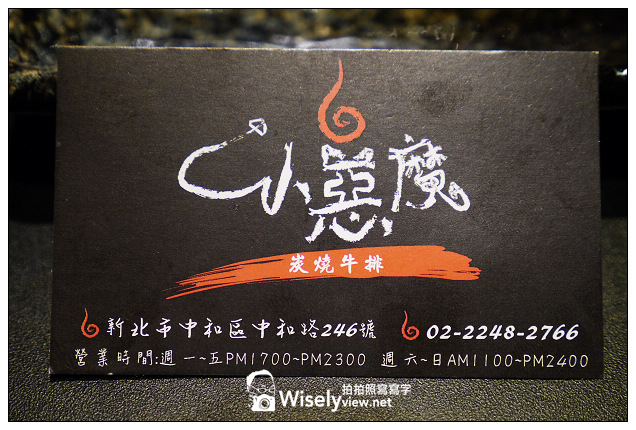 小惡魔
炭燒牛排
新北市中和區中和路246號 02-2248-2766
營業時間:週一~五PM1700~PM2300 週六~日AM1100~PM2400
拍拍照寫寫字
Wiselyview.net